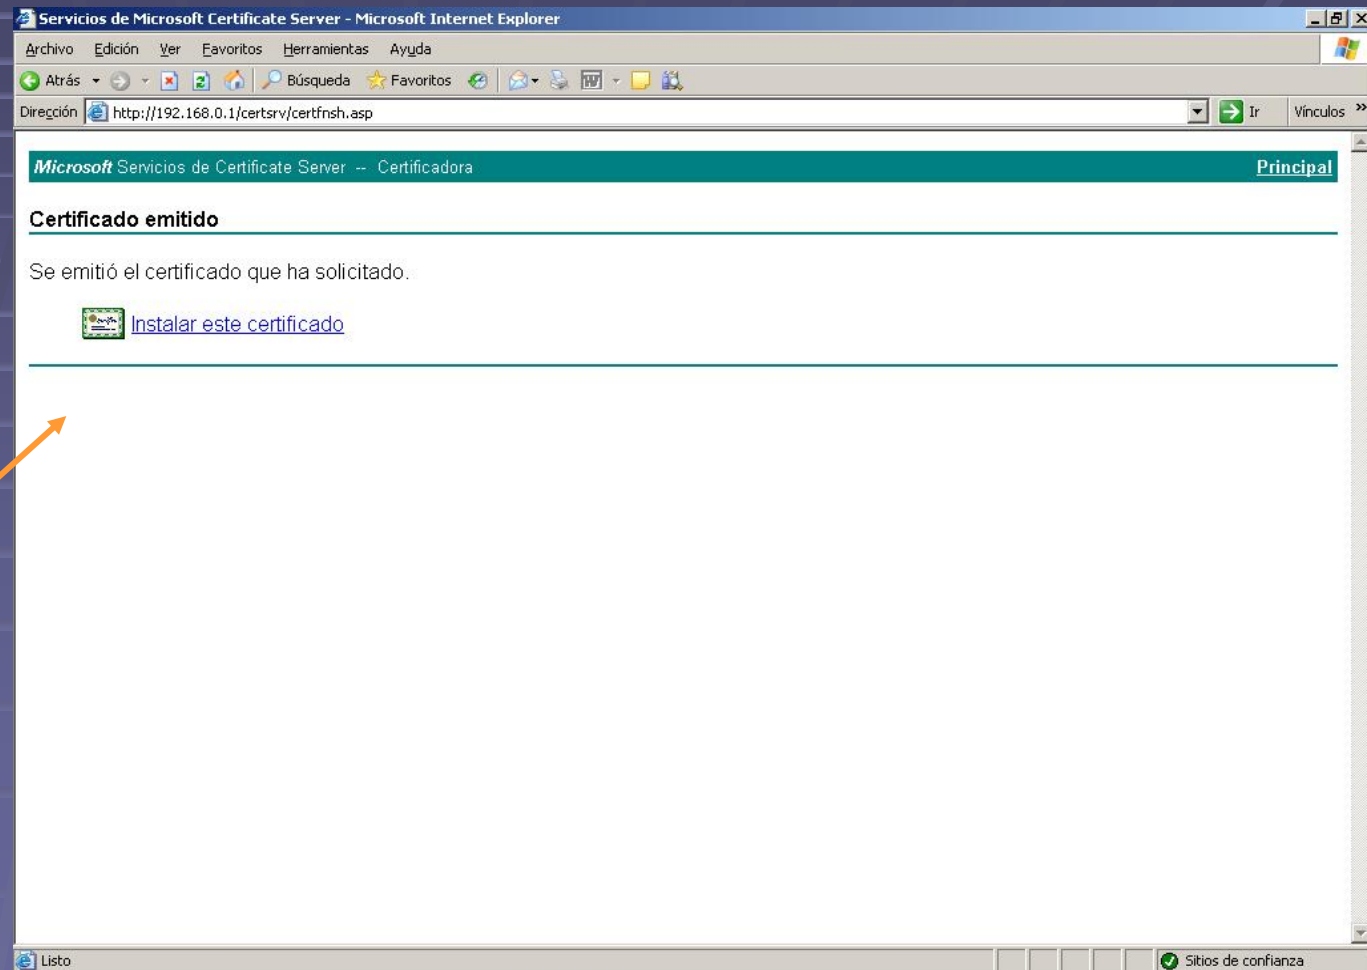 Servicios de Microsoft Certificate Server - Microsoft Internet Explorer
Archivo Edición Ver Favoritos Herramientas Ayuda
Atrás Búsqueda Favoritos
Dirección http://192.168.0.1/certsrv/certfnsh.asp Ir Vínculos »
Microsoft Servicios de Certificate Server -- Certificadora Principal
Certificado emitido
Se emitió el certificado que ha solicitado.
Instalar este certificado
Listo Sitios de confianza